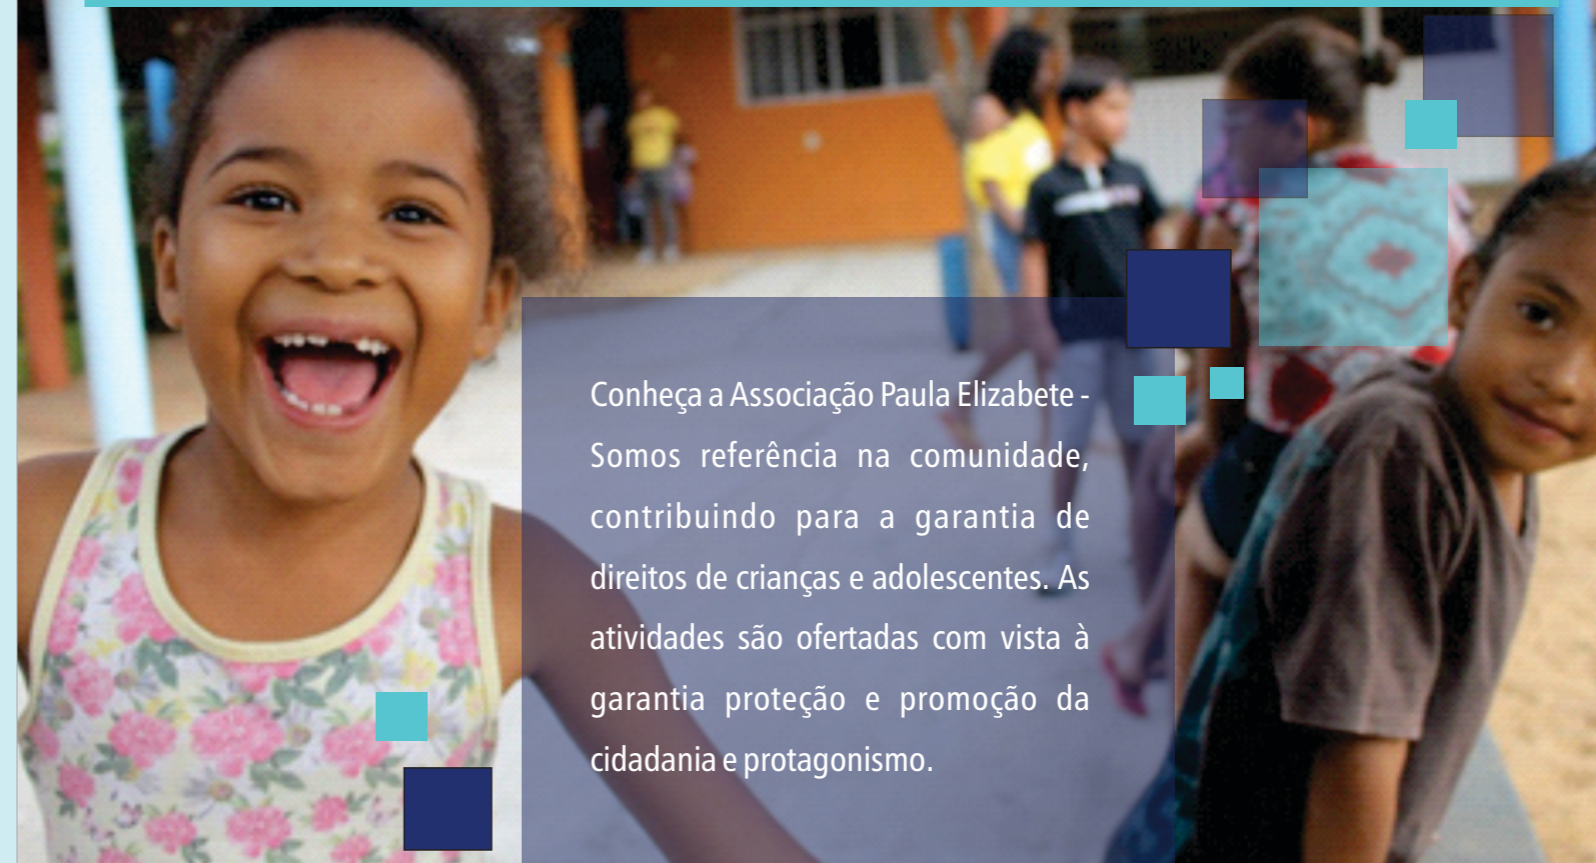 Conheça a Associação Paula Elizabete -
Somos referência na comunidade,
contribuindo para a garantia de
direitos de crianças e adolescentes. As
atividades são ofertadas com vista à
garantia proteção e promoção da
cidadania e protagonismo.